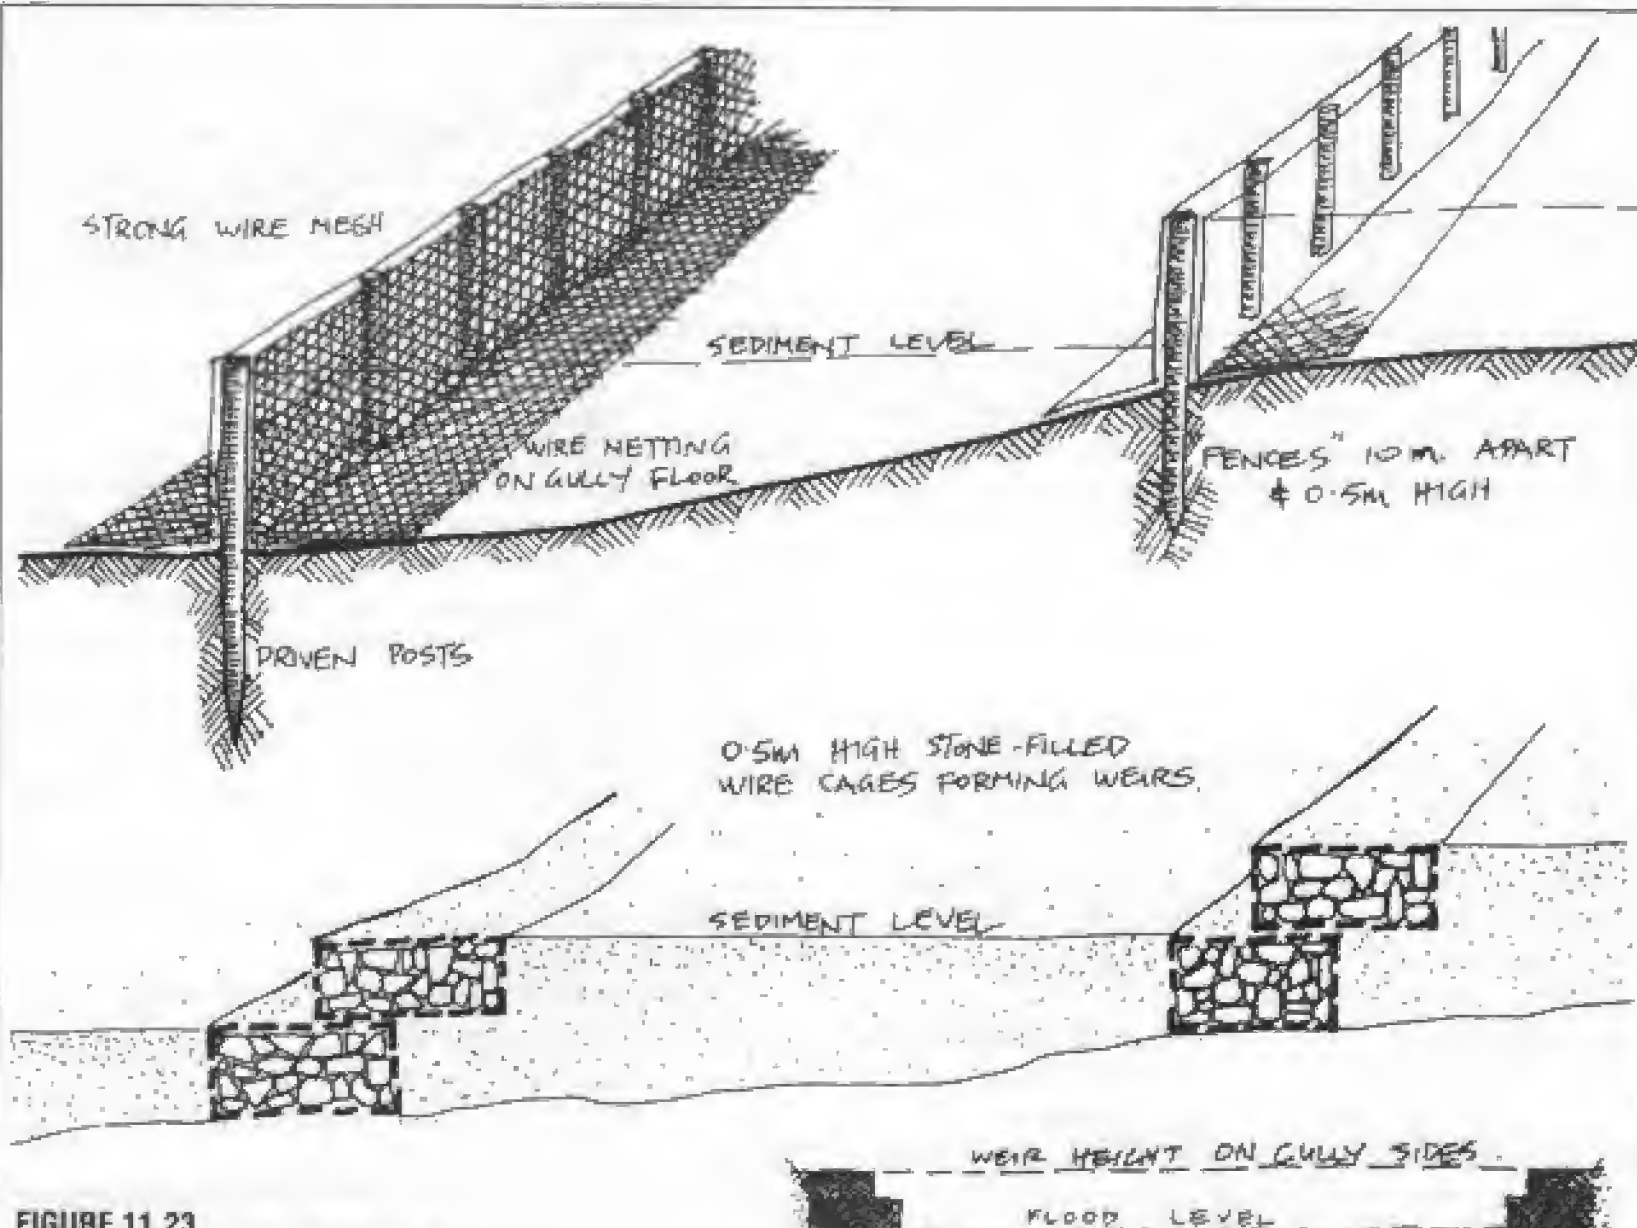 STRONG WIRE MESH
SEDIMENT LEVEL
WIRE NETTING
ON GULLY FLOOR
"FENCES" 10 m. APART
& 0.5m HIGH
DRIVEN POSTS
0.5m HIGH STONE-FILLED
WIRE CAGES FORMING WEIRS.
SEDIMENT LEVEL
WEIR HEIGHT ON GULLY SIDES
FLOOD LEVEL
FIGURE 11.23